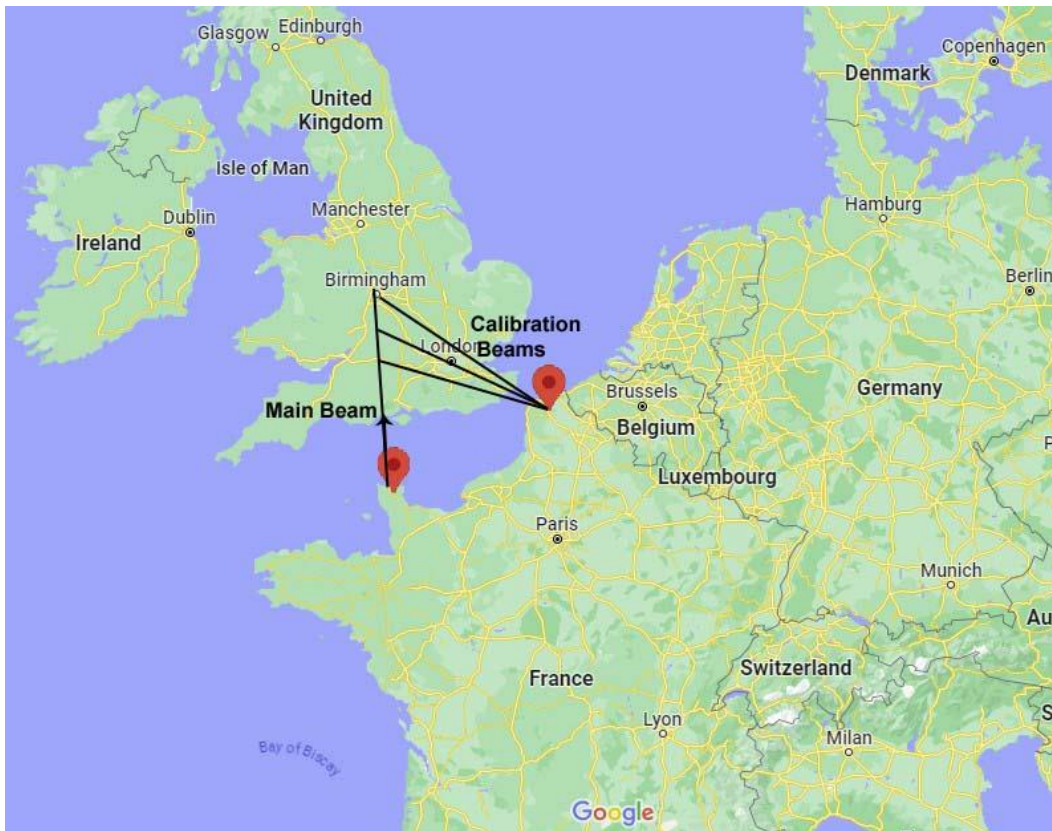 Edinburgh
Glasgow
Copenhagen
Denmark
United
Kingdom
Isle of Man
Hamburg
Manchester
Dublin
Ireland
Birmingham
Berlin
Calibration
London
Beams
Brussels
Germany
Main Beam
Belgium
Luxembourg
Paris
Munich
Au
Switzerland
France
Lyon
S
Milan
Bay of Biscay
Google